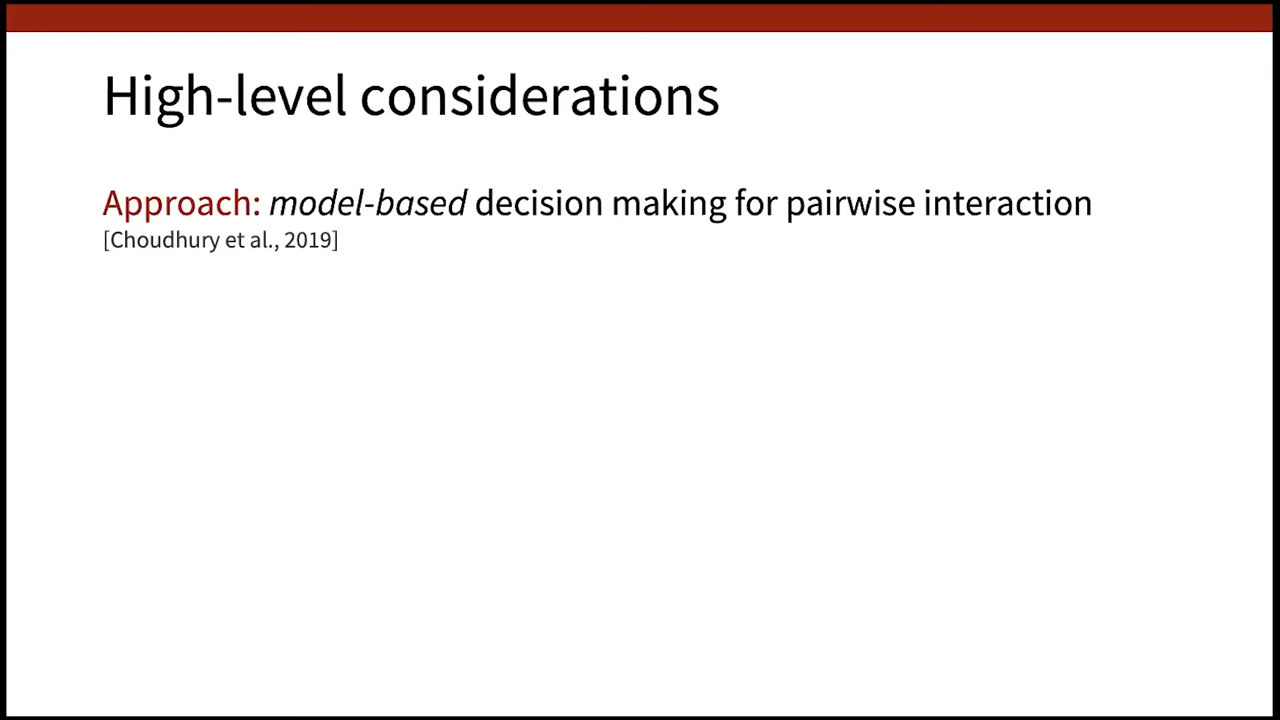 High-level considerations
Approach: model-based decision making for pairwise interaction
[Choudhury et al., 2019]